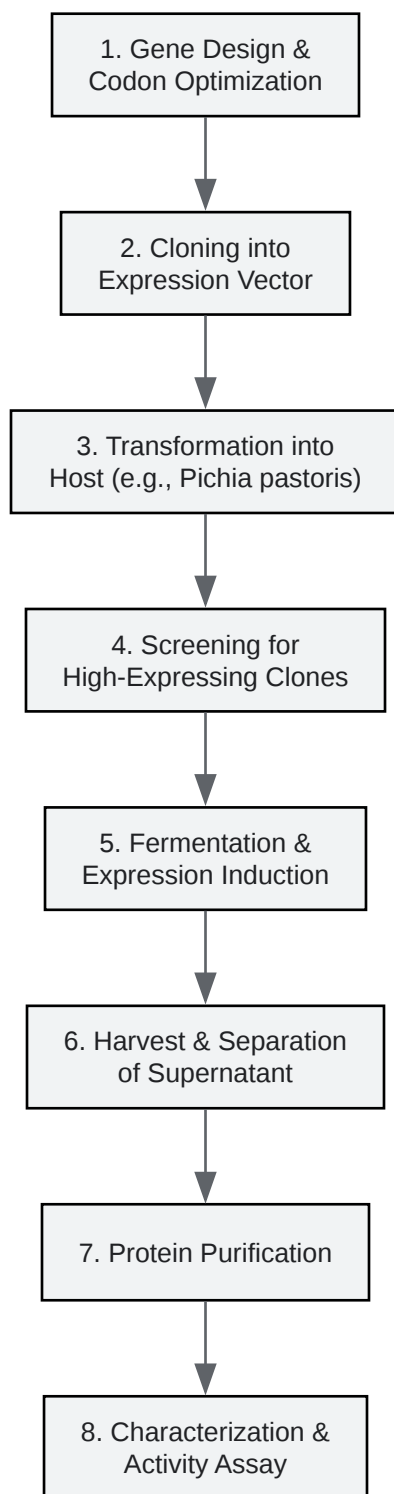 1. Gene Design &
Codon Optimization
2. Cloning into
Expression Vector
3. Transformation into
Host (e.g., Pichia pastoris)
4. Screening for
High-Expressing Clones
5. Fermentation &
Expression Induction
6. Harvest & Separation
of Supernatant
7. Protein Purification
8. Characterization &
Activity Assay